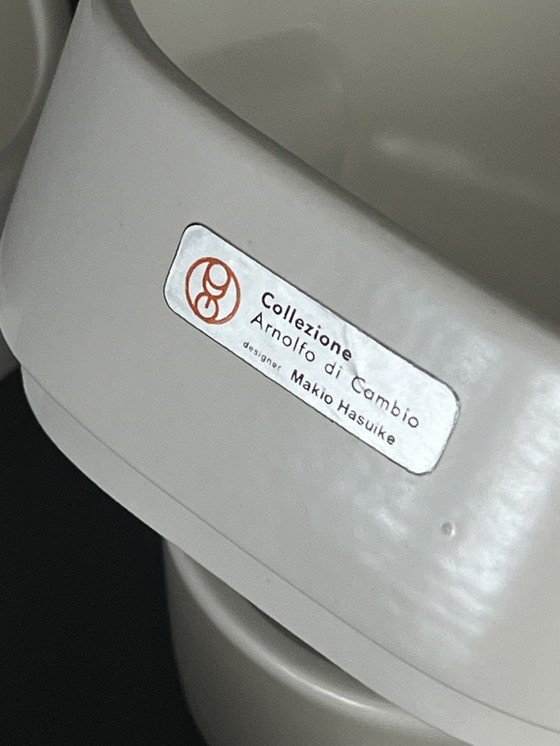 Collezione
Arnolfo di Cambio
designer Makio Hasuike